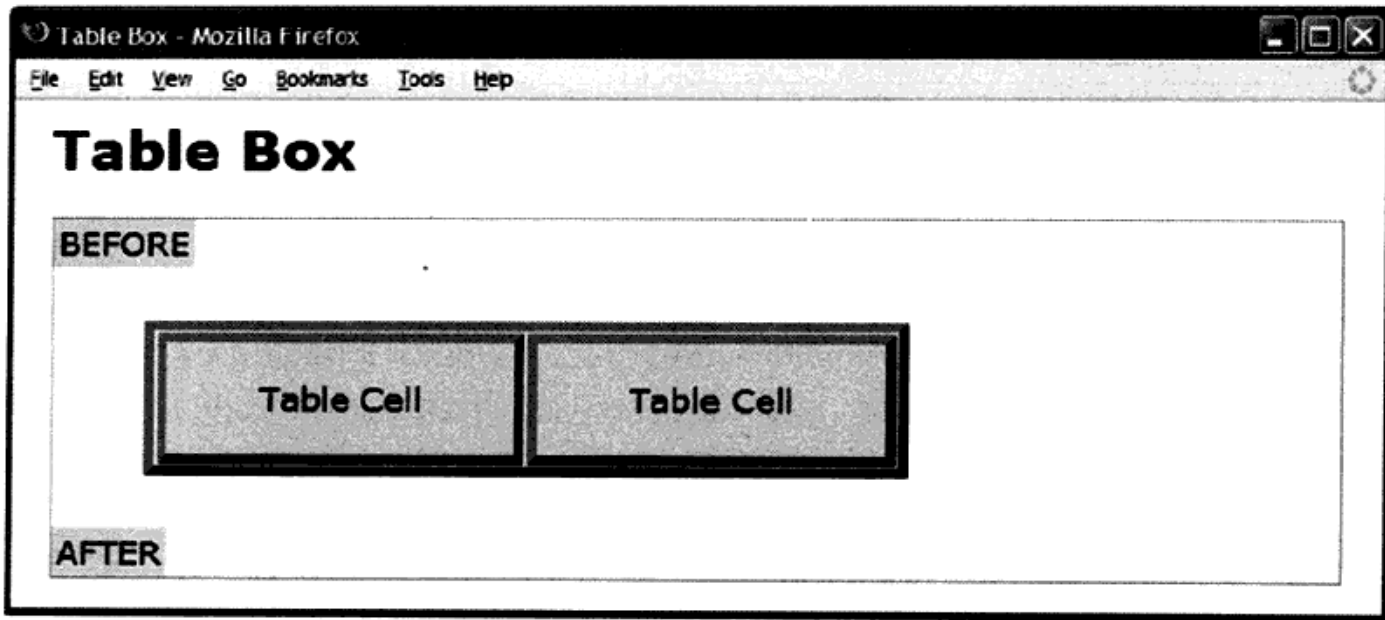 Table Box - Mozilla Firefox
File Edit View Go Bookmarks Tools Help
Table Box
BEFORE
Table Cell Table Cell
AFTER